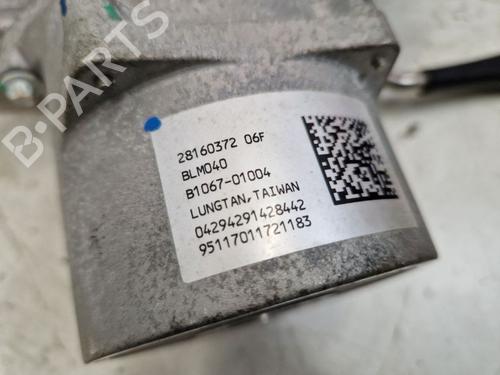 B-PARTS
28160372 06F
BLM040
B1067-01004
LUNGTAN, TAIWAN
04294291428442
95117011721183